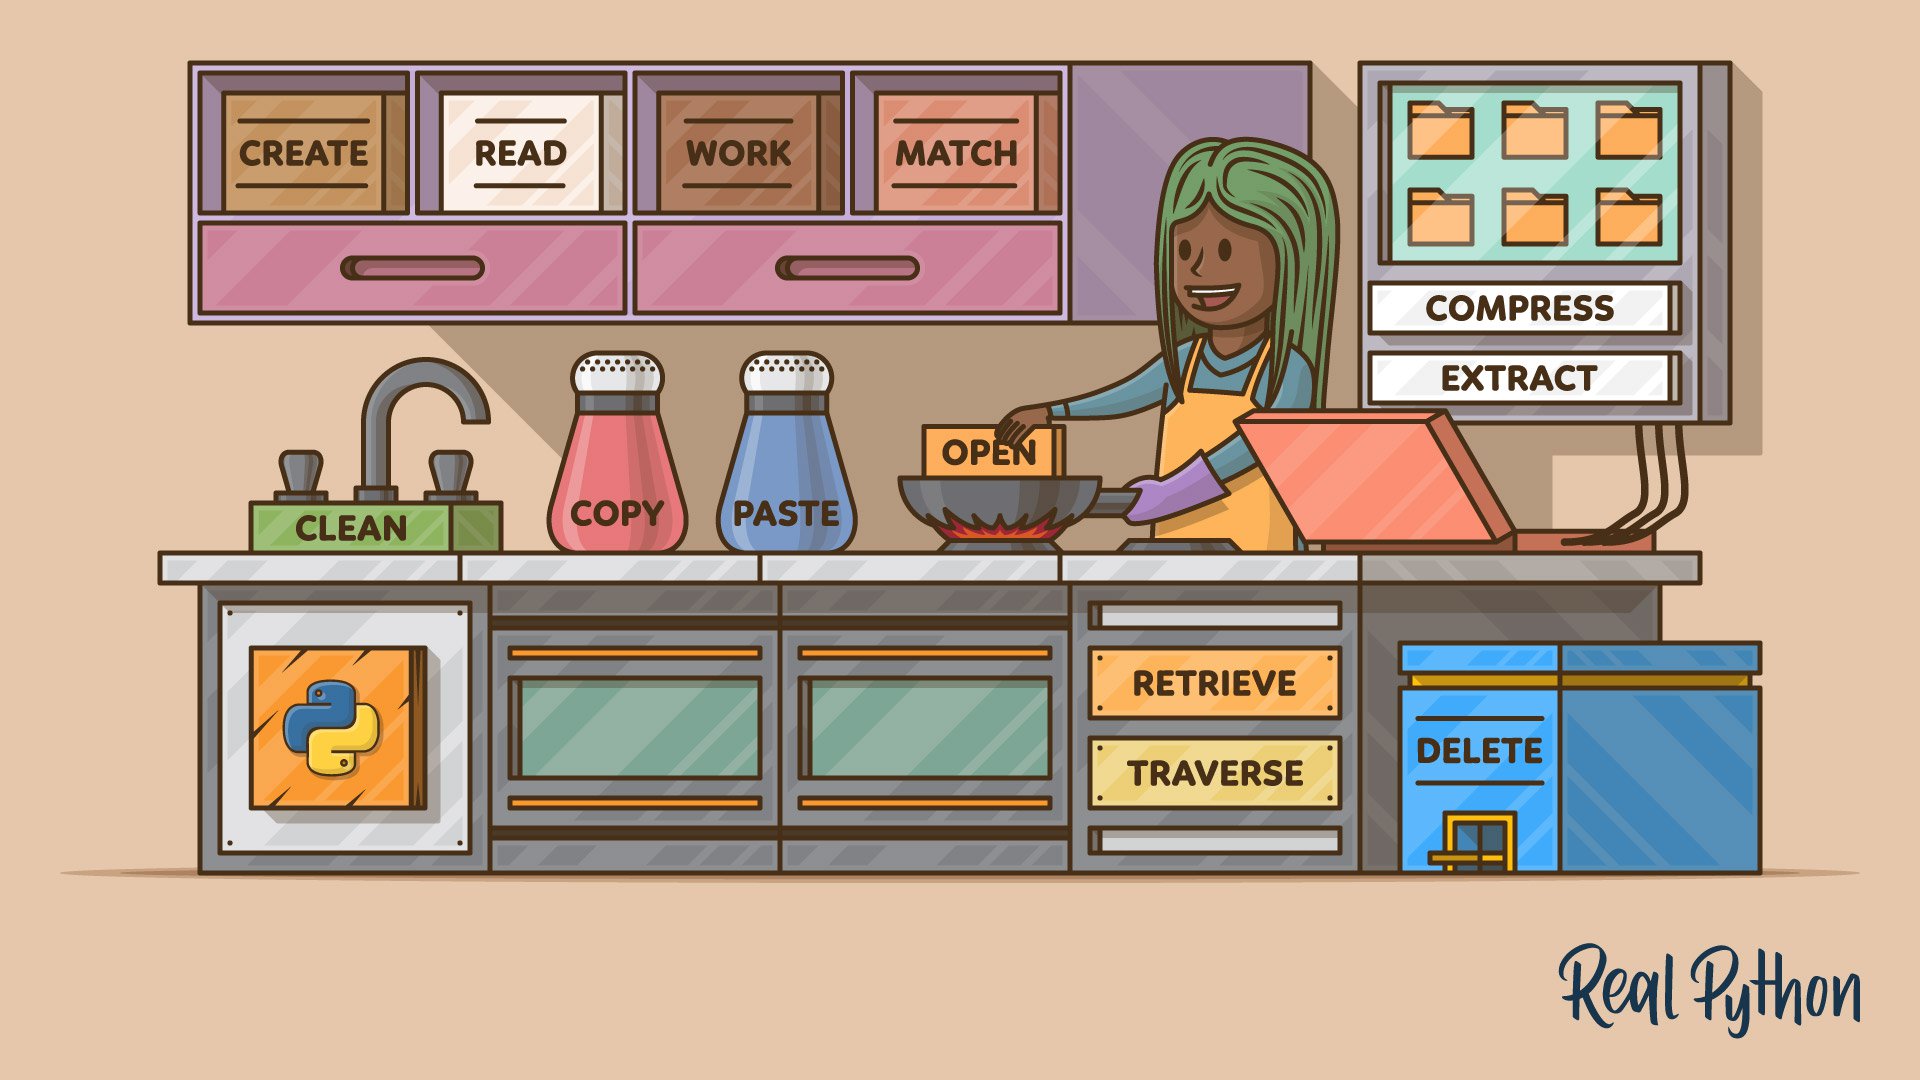 CREATE
READ
WORK
MATCH
COMPRESS
EXTRACT
OPEN
CLEAN
COPY
PASTE
RETRIEVE
TRAVERSE
DELETE
Real Python